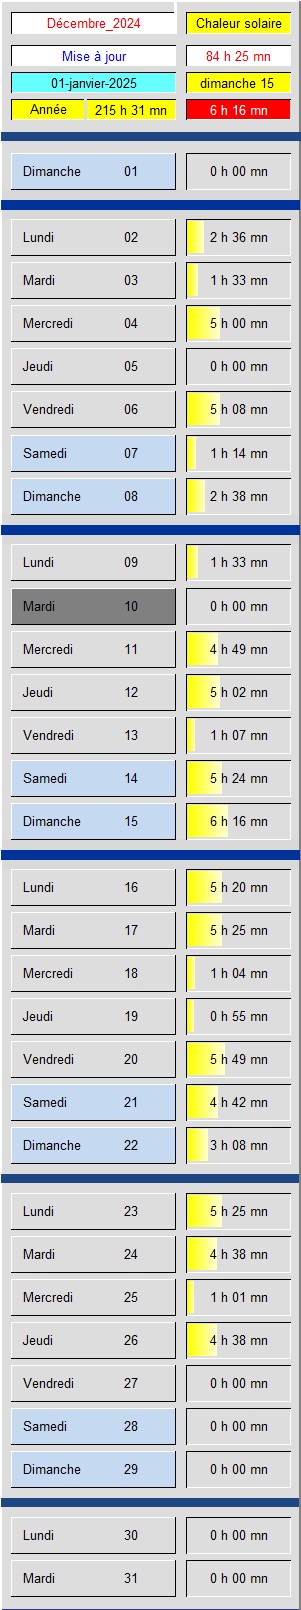 Décembre_2024 Chaleur solaire
Mise à jour 84 h 25 mn
01-janvier-2025 dimanche 15
Année 215 h 31 mn 6 h 16 mn
Dimanche 01 0 h 00 mn
Lundi 02 2 h 36 mn
Mardi 03 1 h 33 mn
Mercredi 04 5 h 00 mn
Jeudi 05 0 h 00 mn
Vendredi 06 5 h 08 mn
Samedi 07 1 h 14 mn
Dimanche 08 2 h 38 mn
Lundi 09 1 h 33 mn
Mardi 10 0 h 00 mn
Mercredi 11 4 h 49 mn
Jeudi 12 5 h 02 mn
Vendredi 13 1 h 07 mn
Samedi 14 5 h 24 mn
Dimanche 15 6 h 16 mn
Lundi 16 5 h 20 mn
Mardi 17 5 h 25 mn
Mercredi 18 1 h 04 mn
Jeudi 19 0 h 55 mn
Vendredi 20 5 h 49 mn
Samedi 21 4 h 42 mn
Dimanche 22 3 h 08 mn
Lundi 23 5 h 25 mn
Mardi 24 4 h 38 mn
Mercredi 25 1 h 01 mn
Jeudi 26 4 h 38 mn
Vendredi 27 0 h 00 mn
Samedi 28 0 h 00 mn
Dimanche 29 0 h 00 mn
Lundi 30 0 h 00 mn
Mardi 31 0 h 00 mn